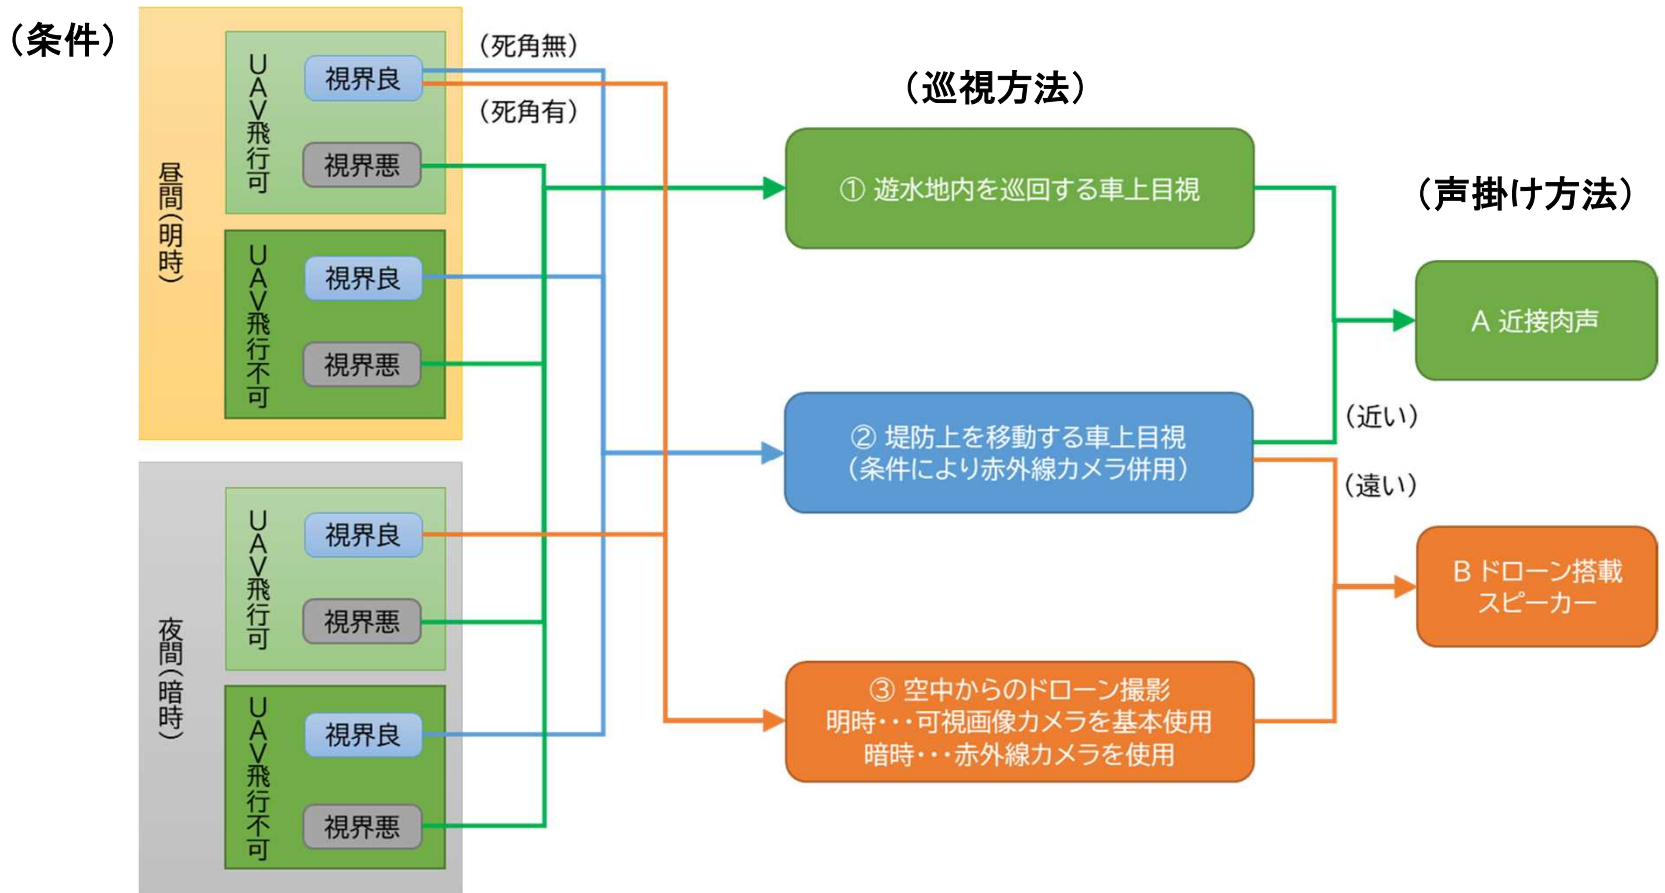 （条件）
昼間（明時）
UAV飛行可
視界良
（死角無）
（死角有）
視界悪
UAV飛行不可
視界良
視界悪
夜間（暗時）
UAV飛行可
視界良
視界悪
UAV飛行不可
視界良
視界悪
（巡視方法）
① 遊水地内を巡回する車上目視
② 堤防上を移動する車上目視
（条件により赤外線カメラ併用）
③ 空中からのドローン撮影
明時・・・可視画像カメラを基本使用
暗時・・・赤外線カメラを使用
（声掛け方法）
A 近接肉声
（近い）
（遠い）
B ドローン搭載
スピーカー